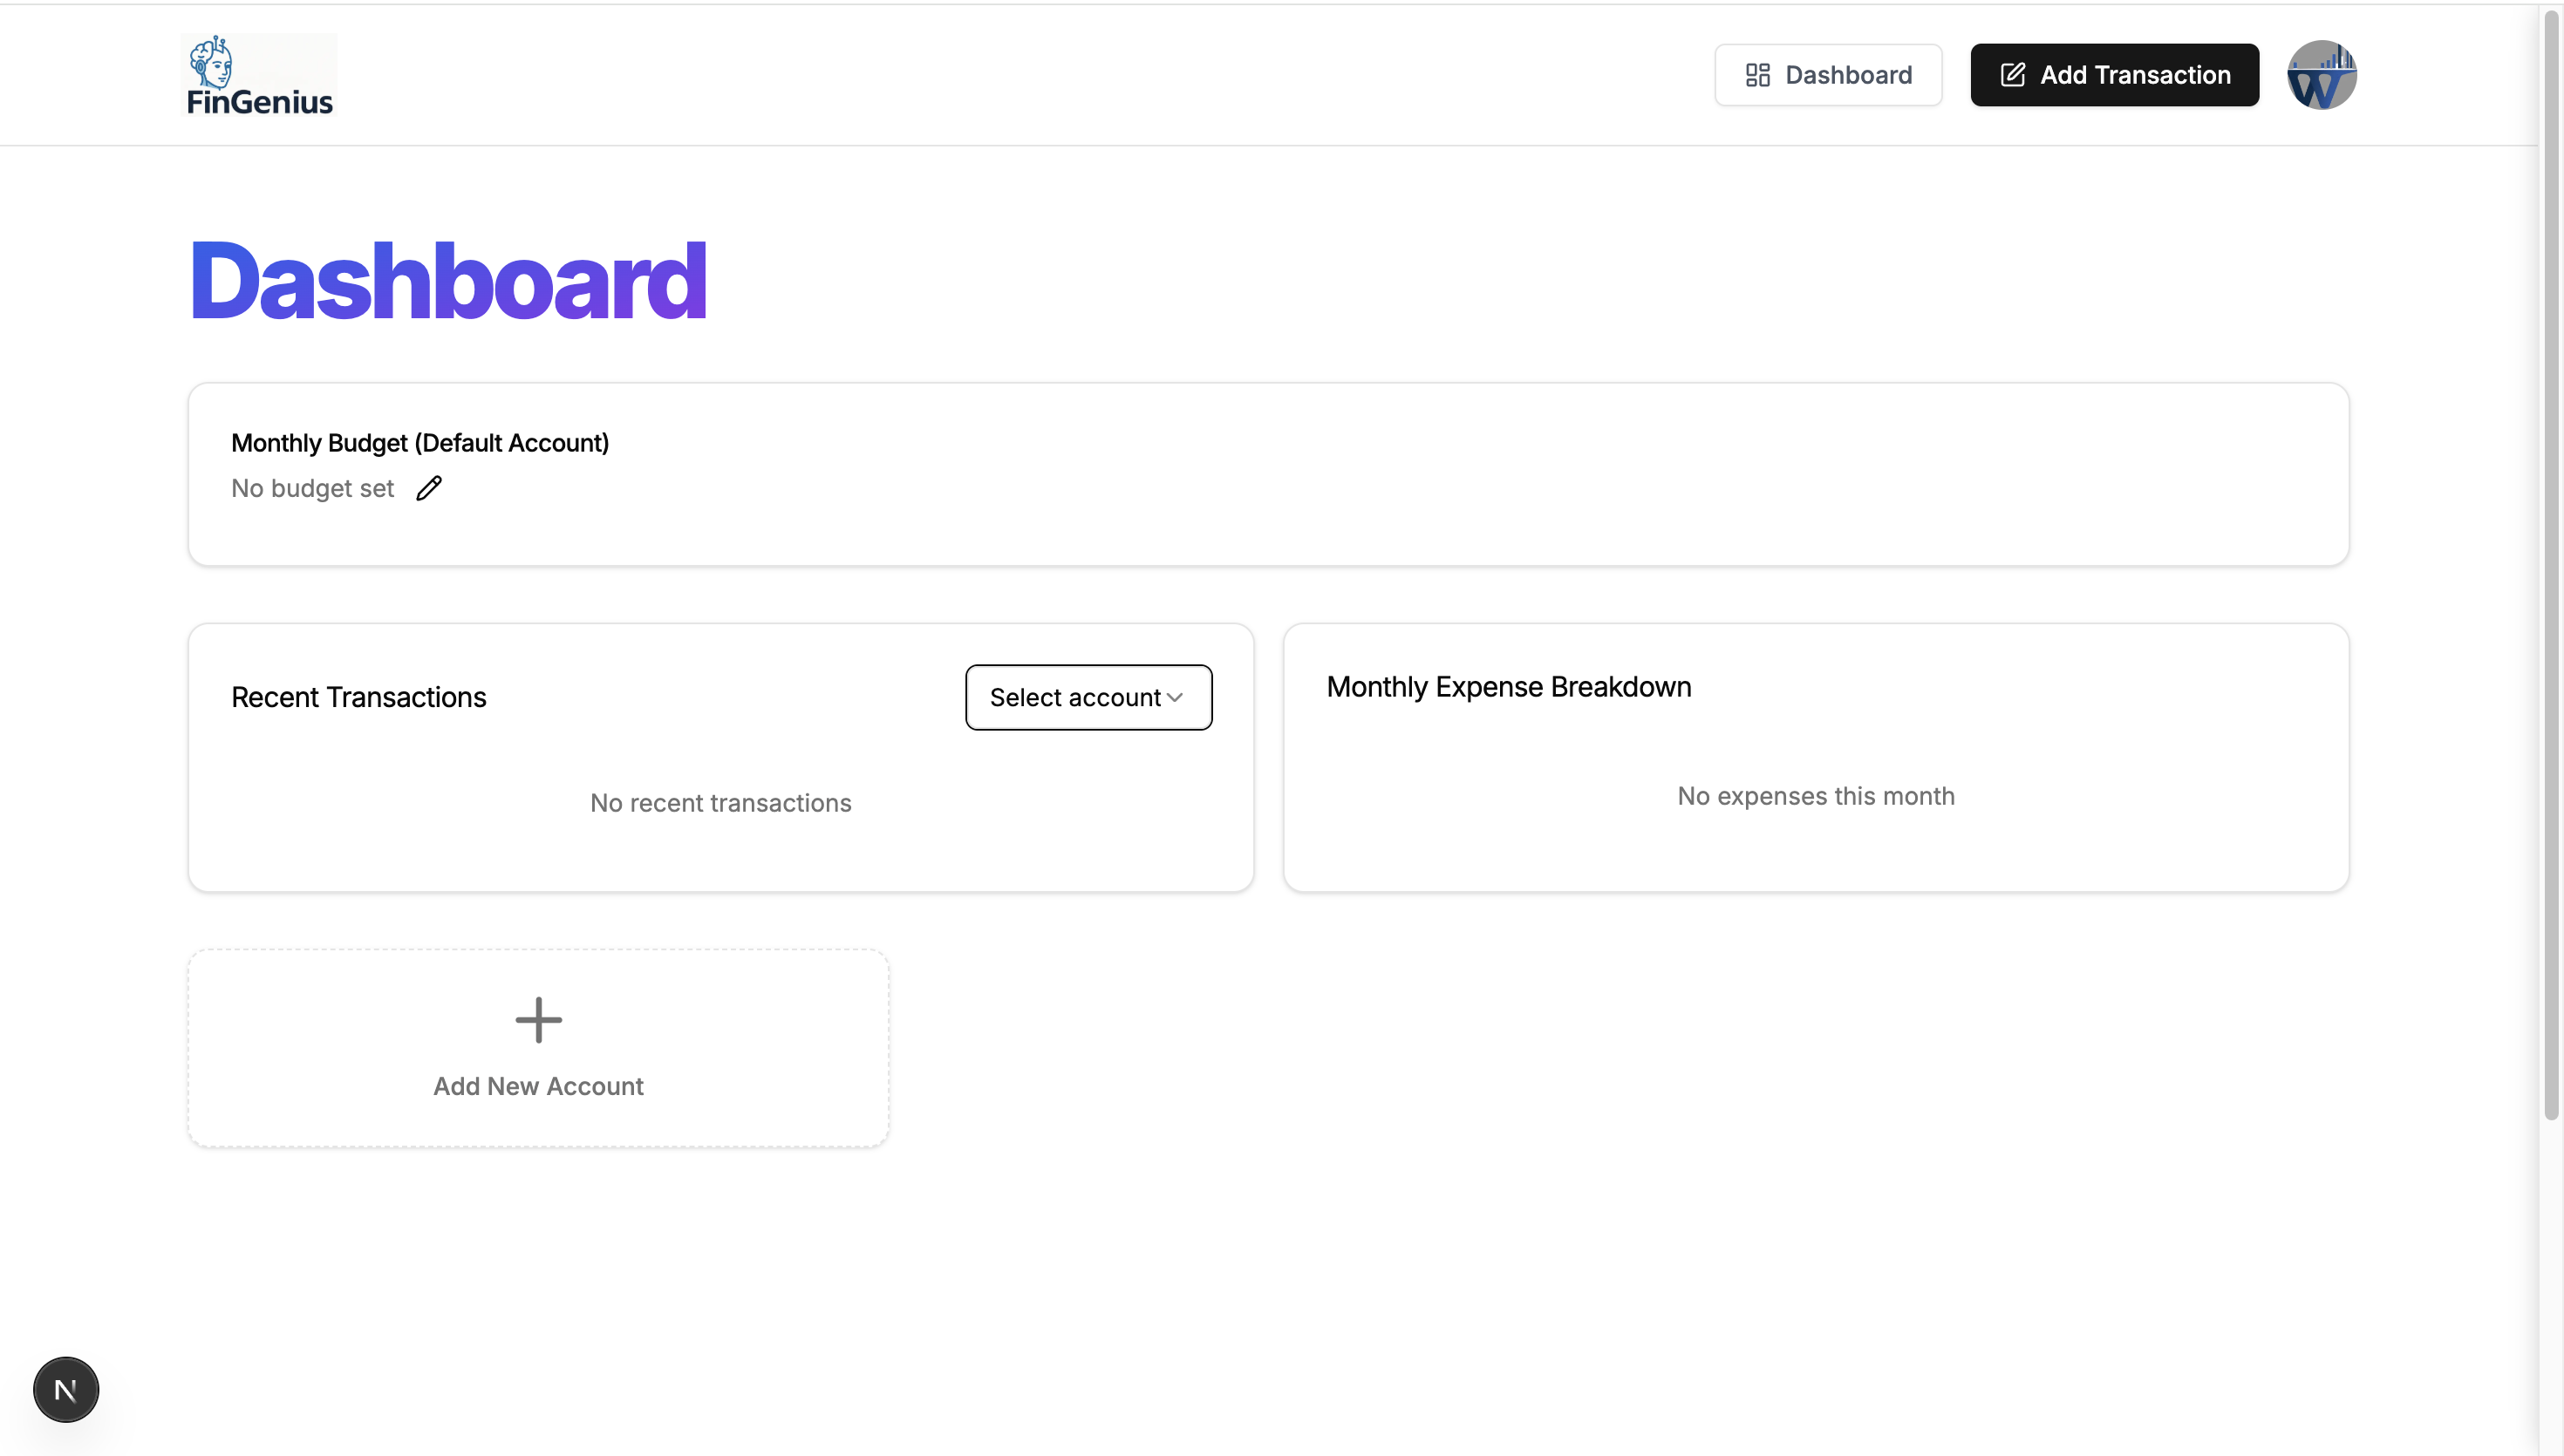 FinGenius
Dashboard
Add Transaction
W
Dashboard
Monthly Budget (Default Account)
No budget set
Recent Transactions
Select account
No recent transactions
Monthly Expense Breakdown
No expenses this month
Add New Account
N